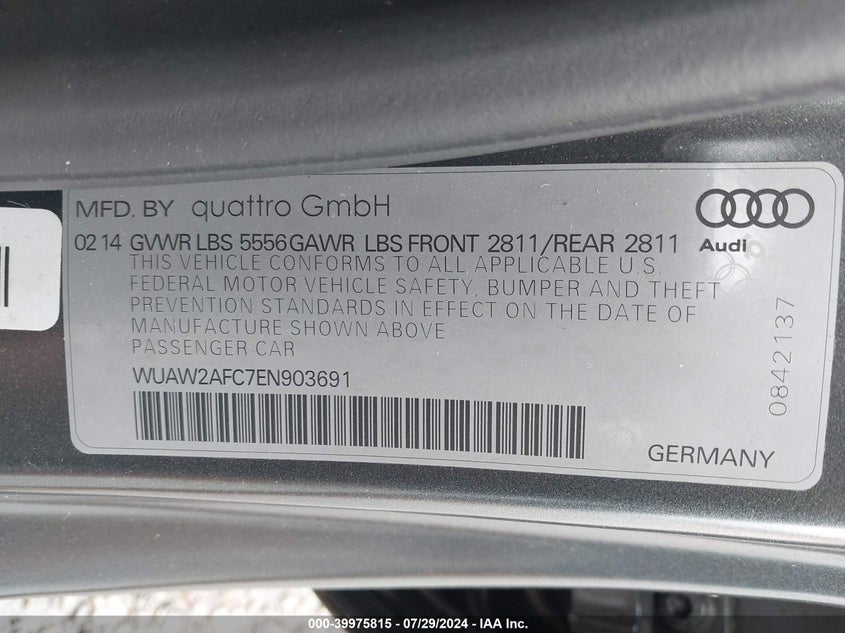 MFD. BY quattro GmbH
02 14 GVWR LBS 5556 GAWR LBS FRONT 2811/REAR 2811
Audi
THIS VEHICLE CONFORMS TO ALL APPLICABLE U.S.
FEDERAL MOTOR VEHICLE SAFETY, BUMPER AND THEFT
PREVENTION STANDARDS IN EFFECT ON THE DATE OF
MANUFACTURE SHOWN ABOVE
PASSENGER CAR
WUAW2AFC7EN903691
0842137
GERMANY
000-39975815 - 07/29/2024 - IAA Inc.